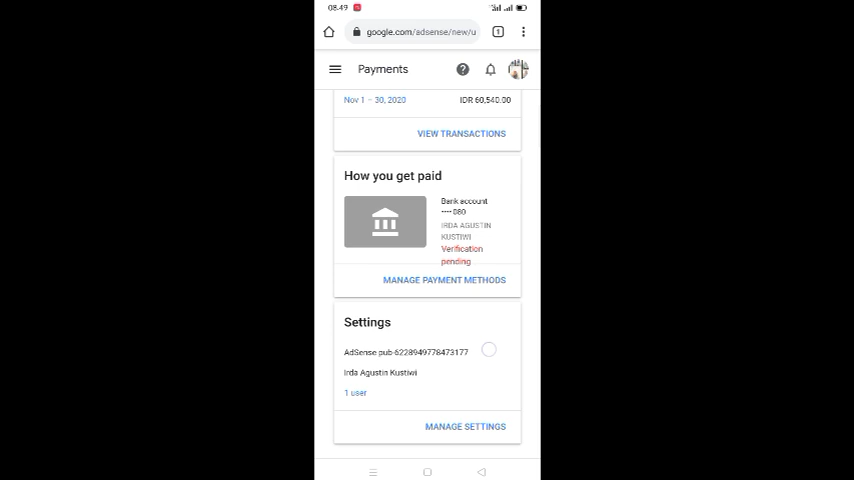 08.49
google.com/adsense/new/u
1
Payments
Nov 1 – 30, 2020 IDR 60,540.00
VIEW TRANSACTIONS
How you get paid
Bank account
•••• 080
IRDA AGUSTIN
KUSTIWI
Verification
pending
MANAGE PAYMENT METHODS
Settings
AdSense pub-6228949778473177
Irda Agustin Kustiwi
1 user
MANAGE SETTINGS